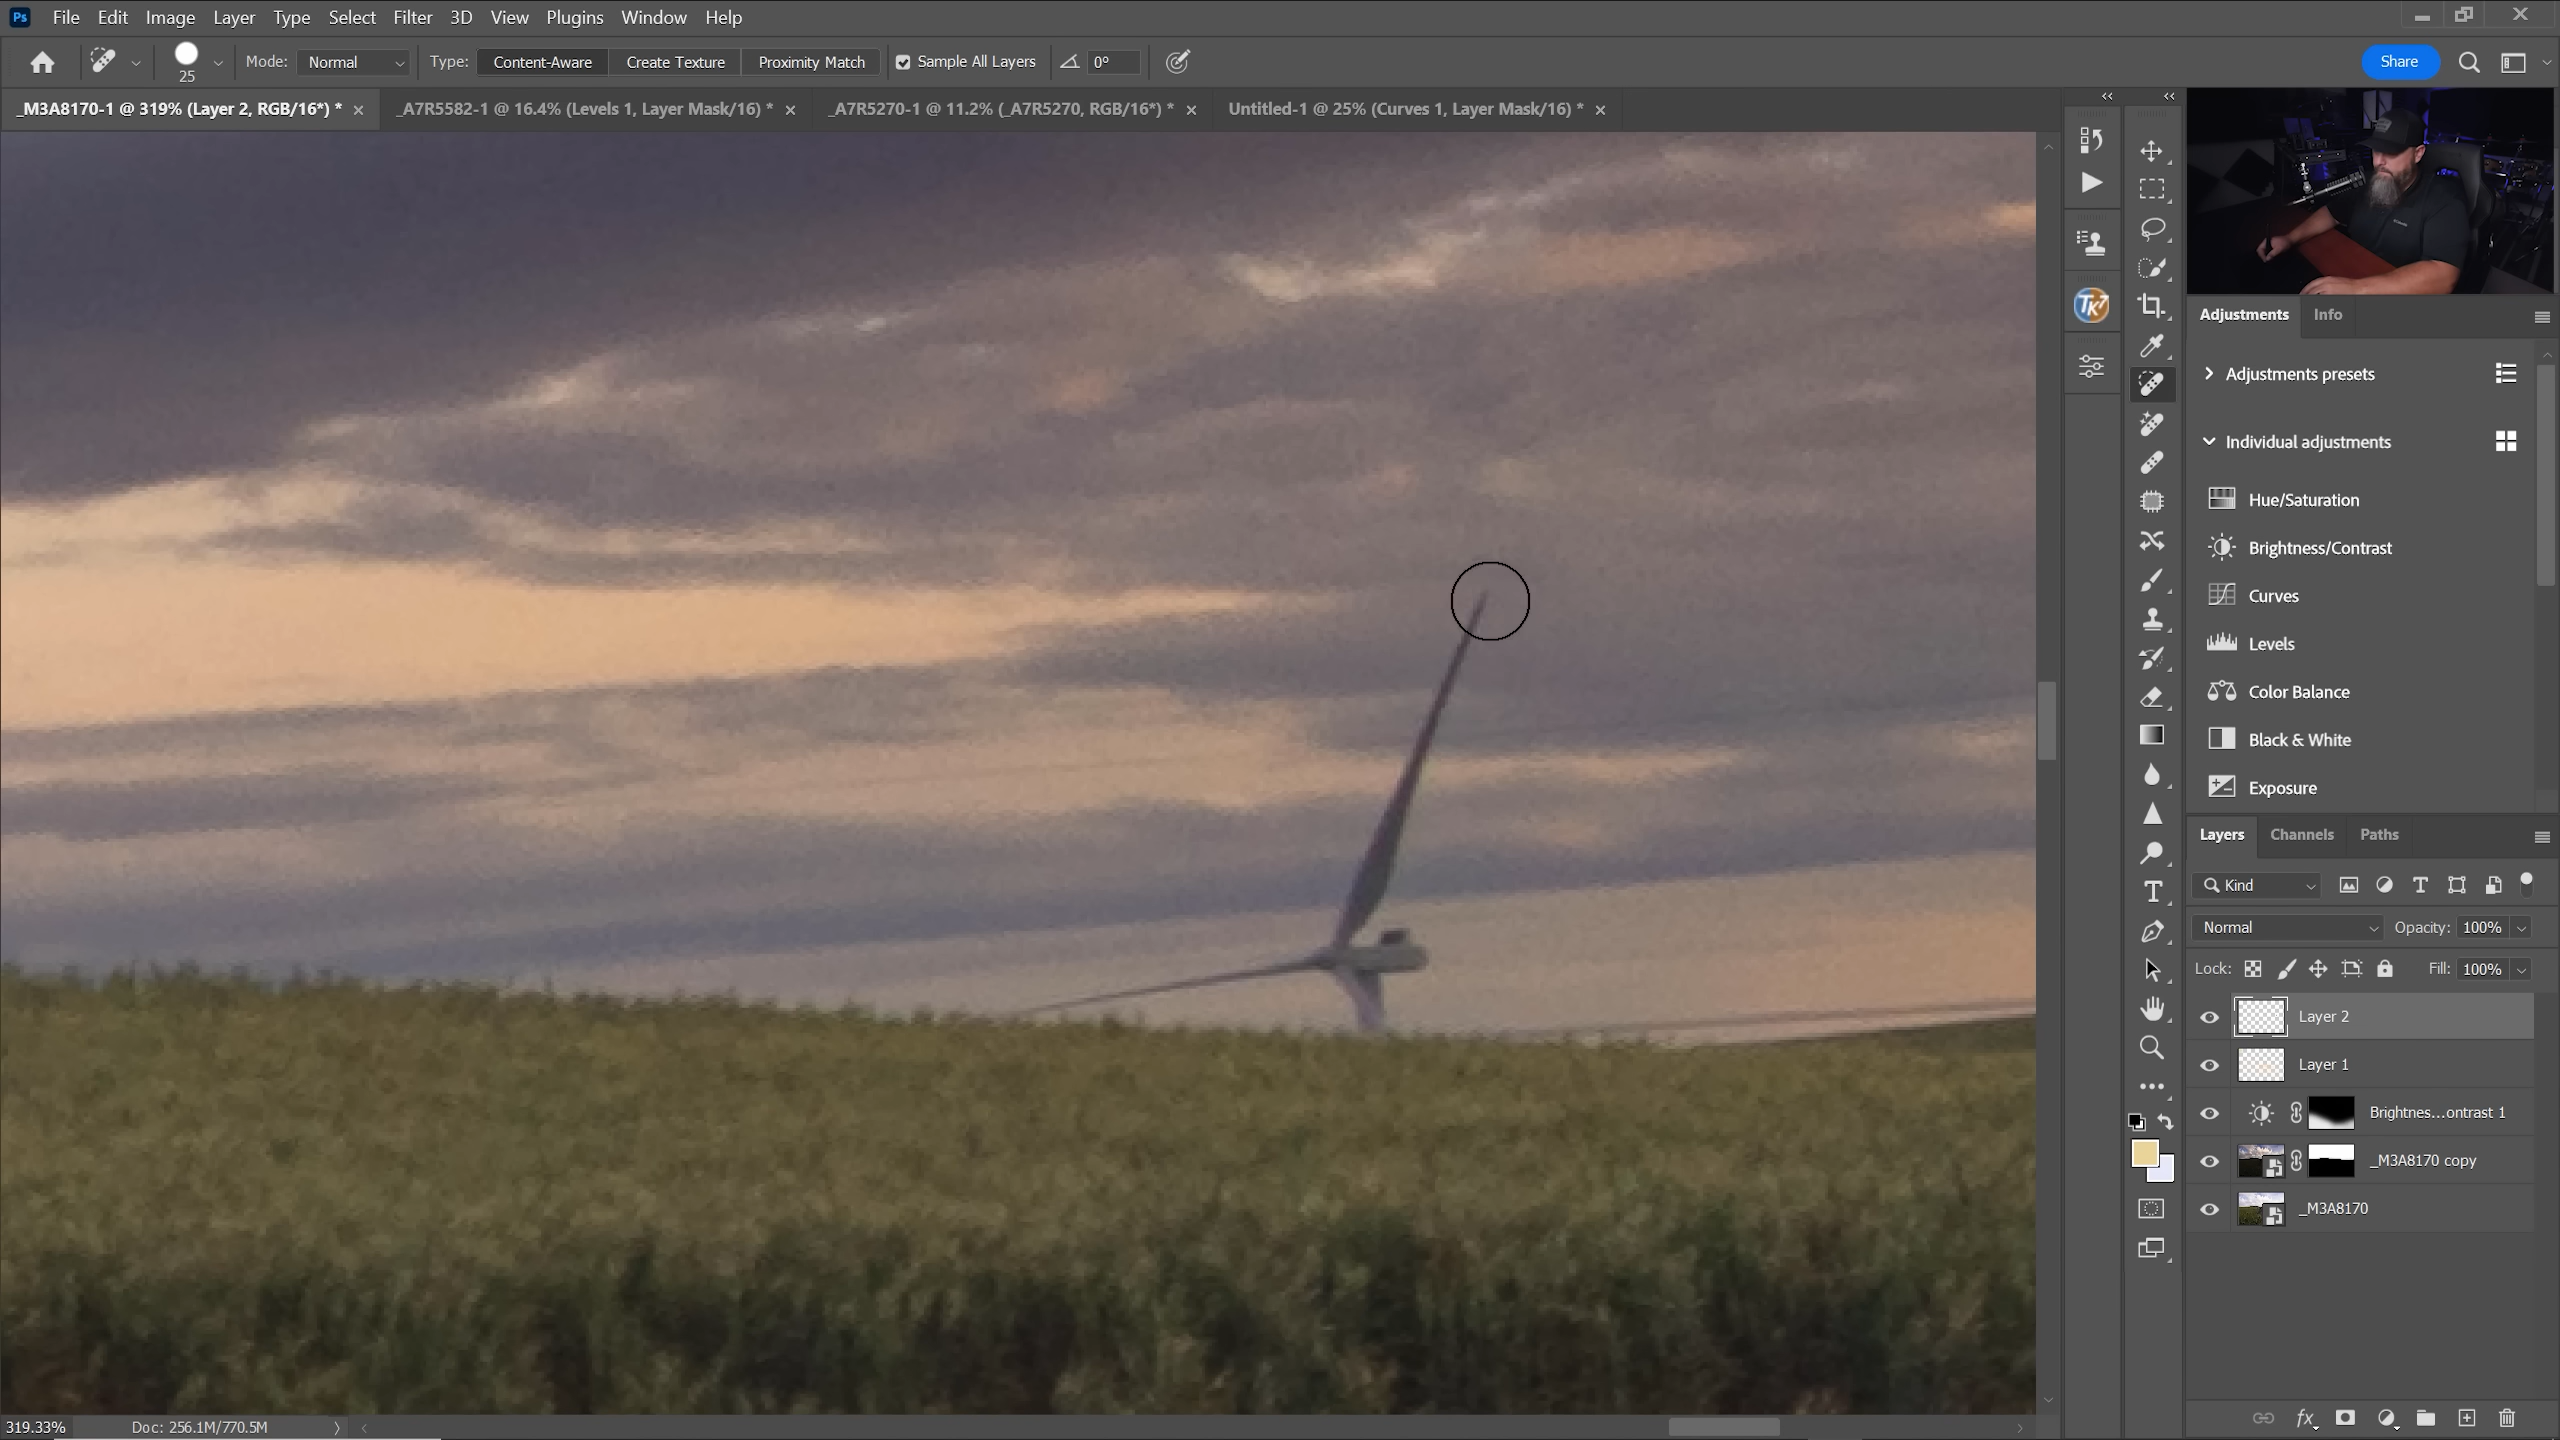 Ps File Edit Image Layer Type Select Filter 3D View Plugins Window Help
25 Mode: Normal Type: Content-Aware Create Texture Proximity Match Sample All Layers 0° Share
_M3A8170-1 @ 319% (Layer 2, RGB/16*) * × _A7R5582-1 @ 16.4% (Levels 1, Layer Mask/16) * × _A7R5270-1 @ 11.2% (_A7R5270, RGB/16*) * × Untitled-1 @ 25% (Curves 1, Layer Mask/16) * ×
TK7
Adjustments Info
Adjustments presets
Individual adjustments
Hue/Saturation
Brightness/Contrast
Curves
Levels
Color Balance
Black & White
Exposure
Layers Channels Paths
Kind
Normal Opacity: 100%
Lock: Fill: 100%
Layer 2
Layer 1
Brightnes...ontrast 1
_M3A8170 copy
_M3A8170
319.33% Doc: 256.1M/770.5M